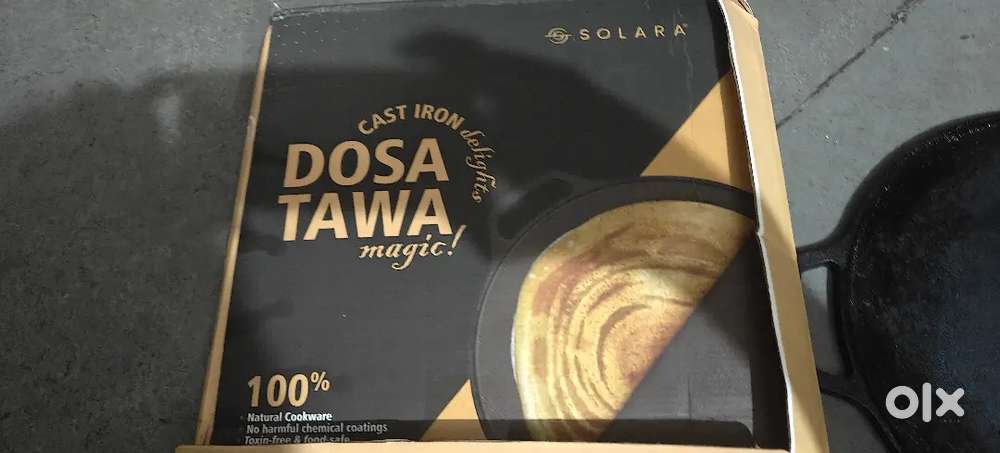 SOLARA®
CAST IRON delights
DOSA
TAWA
magic!
100%
• Natural Cookware
• No harmful chemical coatings
• Toxin-free & food-safe
olx